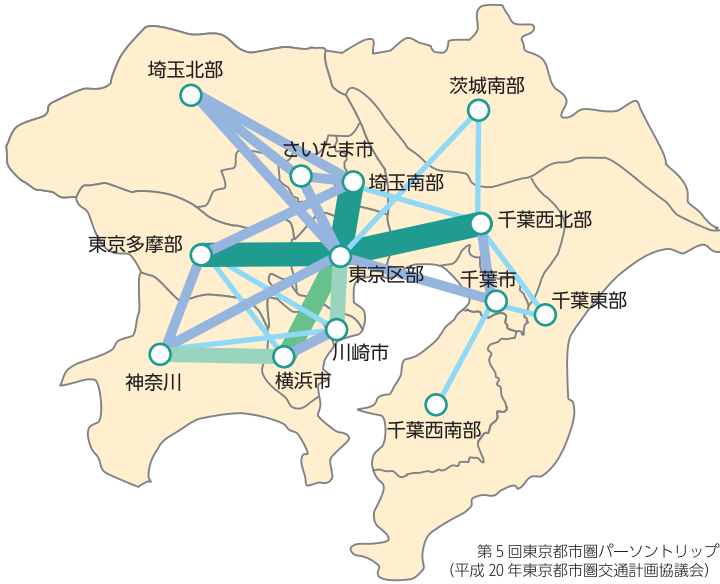 埼玉北部
茨城南部
さいたま市
埼玉南部
千葉西北部
東京多摩部
東京区部
千葉市
千葉東部
川崎市
神奈川
横浜市
千葉西南部
第5回東京都市圏パーソントリップ
(平成20年東京都市圏交通計画協議会)